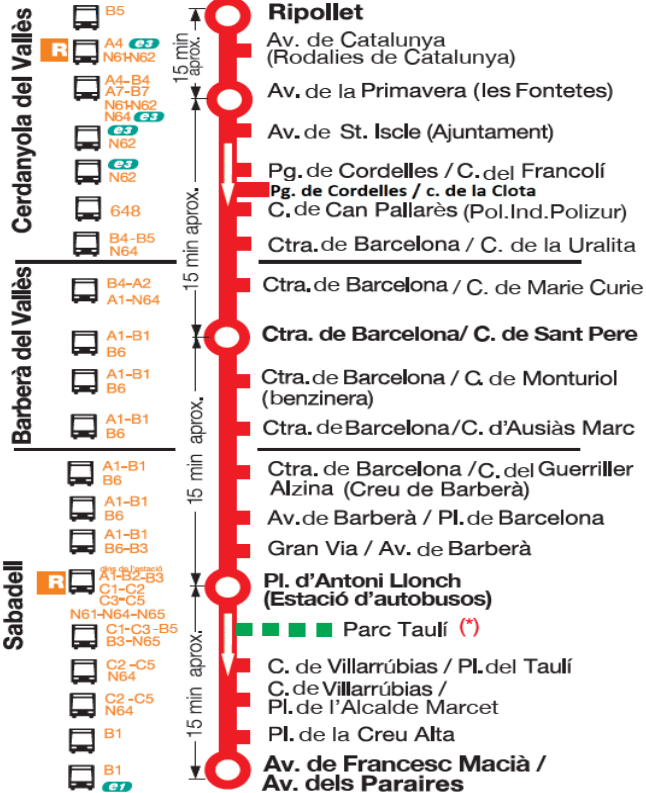 Cerdanyola del Vallès
Barberà del Vallès
Sabadell
B5
Ripollet
R
A4 e3
N61-N62
Av. de Catalunya
(Rodalies de Catalunya)
15 min
aprox.
A4-B4
A7-B7
N61-N62
N64 e3
Av. de la Primavera (les Fontetes)
e3
N62
Av. de St. Iscle (Ajuntament)
e3
N62
Pg. de Cordelles / C. del Francolí
Pg. de Cordelles / c. de la Clota
648
C. de Can Pallarès (Pol.Ind.Polizur)
B4-B5
N64
Ctra. de Barcelona / C. de la Uralita
15 min aprox.
B4-A2
A1-N64
Ctra. de Barcelona / C. de Marie Curie
A1-B1
B6
Ctra. de Barcelona/ C. de Sant Pere
A1-B1
B6
Ctra. de Barcelona / C. de Monturiol
(benzinera)
A1-B1
B6
Ctra. de Barcelona/C. d'Ausiàs Marc
15 min aprox.
A1-B1
B6
Ctra. de Barcelona /C. del Guerriller
Alzina (Creu de Barberà)
A1-B1
B6
Av. de Barberà / Pl. de Barcelona
A1-B1
B6-B3
Gran Via / Av. de Barberà
R
dins de l'estació
A1-B2-B3
C1-C2
C3-C5
N61-N64-N65
Pl. d'Antoni Llonch
(Estació d'autobusos)
C1-C3-B5
B3-N65
Parc Taulí (*)
C2-C5
N64
C. de Villarrúbias / Pl. del Taulí
C2-C5
N64
C. de Villarrúbias /
Pl. de l'Alcalde Marcet
15 min aprox.
B1
Pl. de la Creu Alta
B1
e1
Av. de Francesc Macià /
Av. dels Paraires